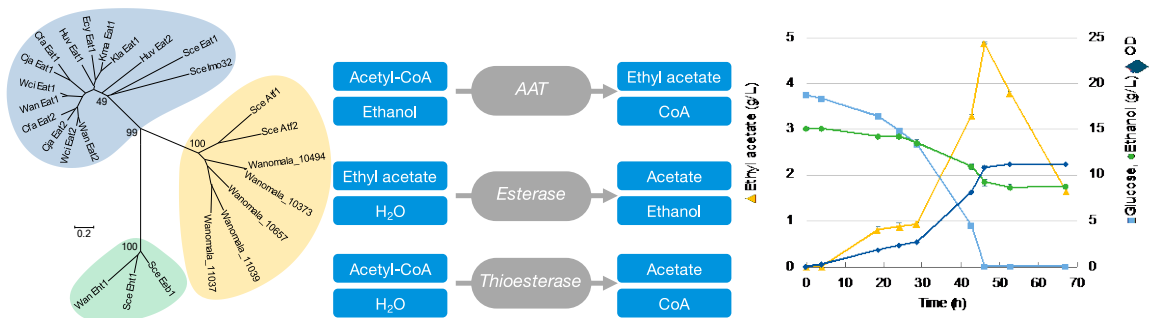 Cfa Eat1
Huv Eat1
Ecy Eat1
Kma Eat1
Kla Eat1
Huv Eat2
Sce Eat1
Sce Imo32
Cja Eat1
Wci Eat1
Wan Eat1
Cfa Eat2
Cja Eat2
Wci Eat2
Wan Eat2
49
99
100
Sce Atf1
Sce Atf2
Wanomala_10494
Wanomala_10373
Wanomala_10657
Wanomala_11039
Wanomala_11037
0.2
100
Wan Eht1
Sce Eht1
Sce Eeb1
Acetyl-CoA
Ethanol
AAT
Ethyl acetate
CoA
Ethyl acetate
H₂O
Esterase
Acetate
Ethanol
Acetyl-CoA
H₂O
Thioesterase
Acetate
CoA
Ethyl acetate (g/L)
5
4
3
2
1
0
0 10 20 30 40 50 60 70
Time (h)
25
20
15
10
5
0
Glucose, Ethanol (g/L) OD